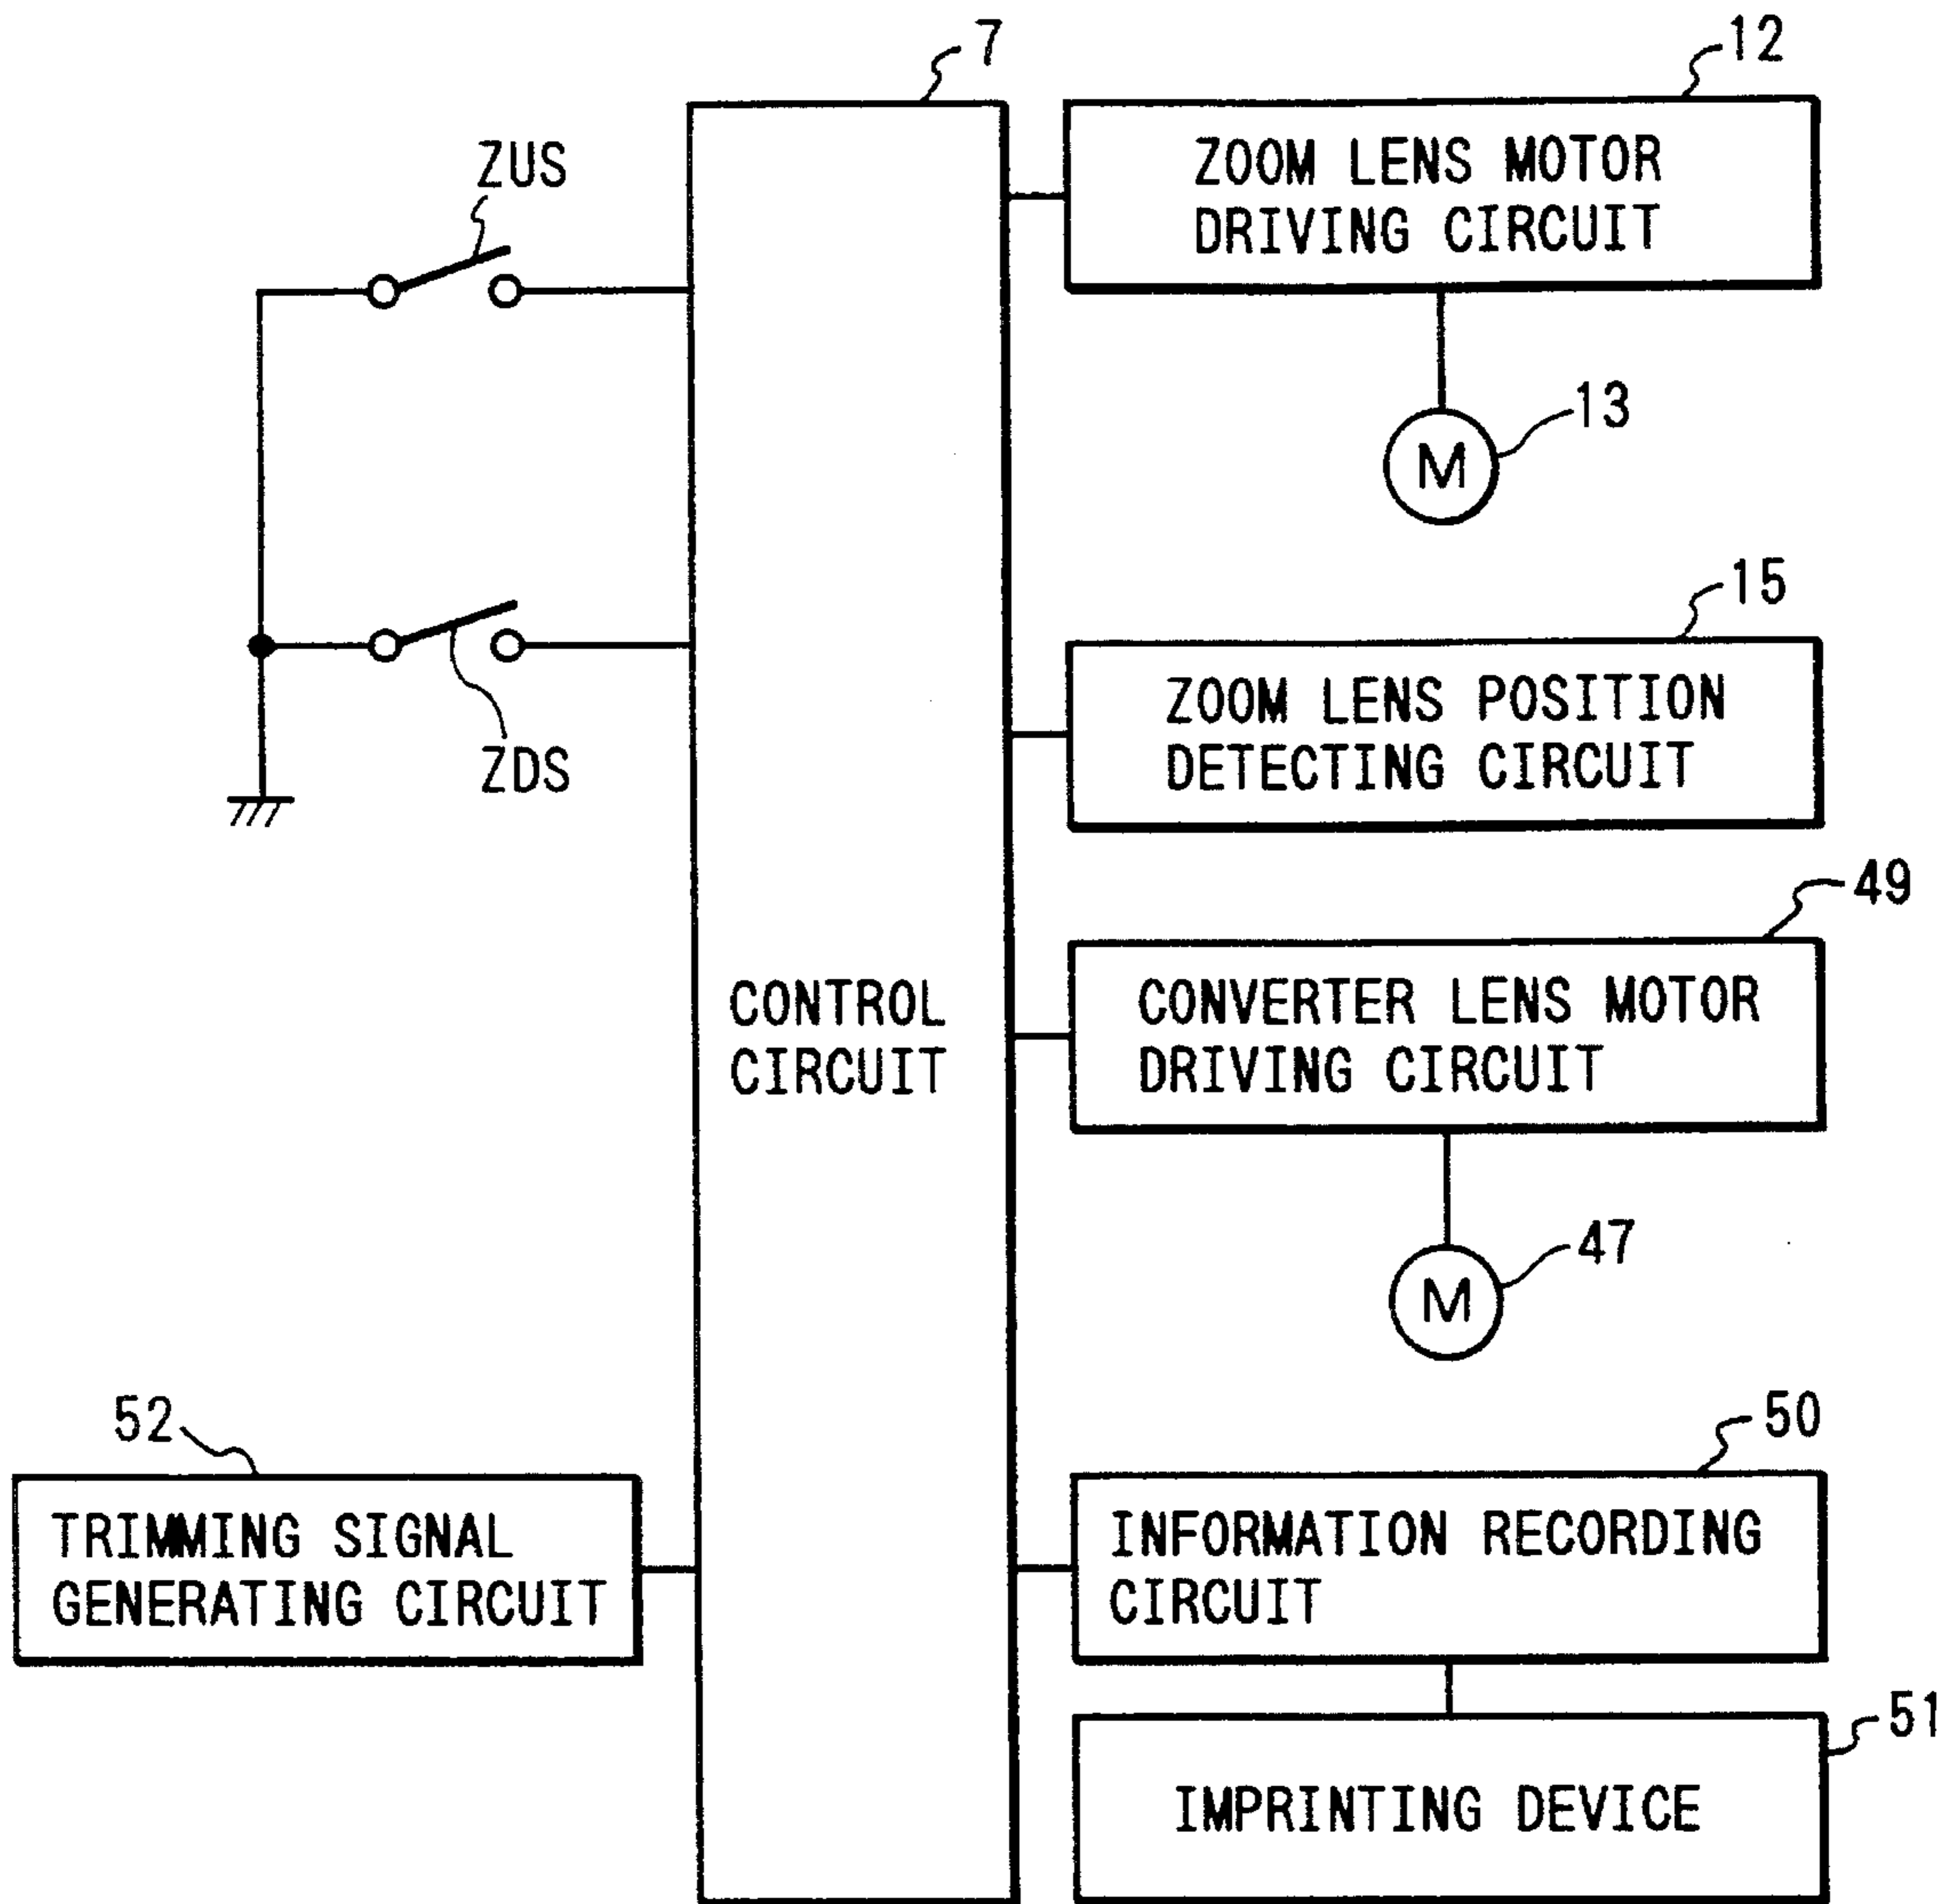 7
12
ZUS
ZOOM LENS MOTOR
DRIVING CIRCUIT
13
M
15
ZDS
ZOOM LENS POSITION
DETECTING CIRCUIT
49
CONTROL
CIRCUIT
CONVERTER LENS MOTOR
DRIVING CIRCUIT
47
M
52
50
TRIMMING SIGNAL
GENERATING CIRCUIT
INFORMATION RECORDING
CIRCUIT
51
IMPRINTING DEVICE